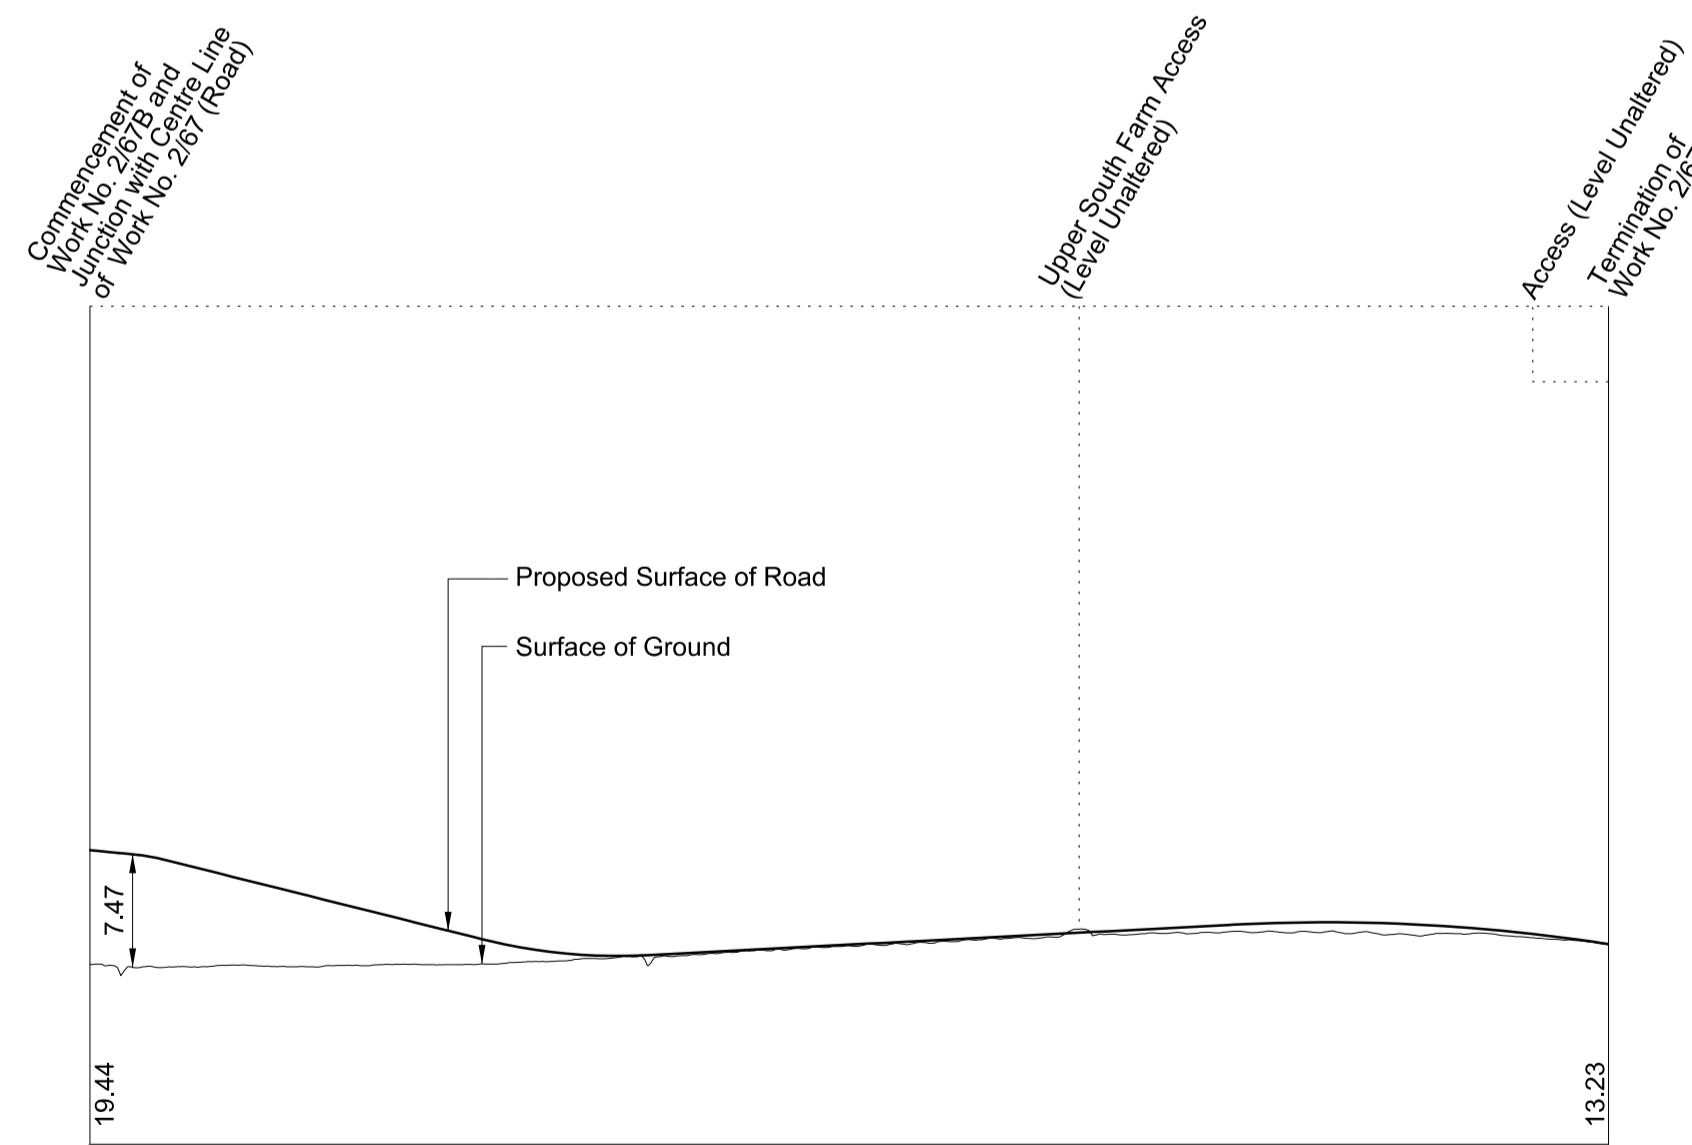 Commencement of
Work No. 2/67B and
Junction with Centre Line
of Work No. 2/67 (Road)
Upper South Farm Access
(Level Unaltered)
Access (Level Unaltered)
Termination of
Work No.
Proposed Surface of Road
Surface of Ground
7.47
19.44
13.23